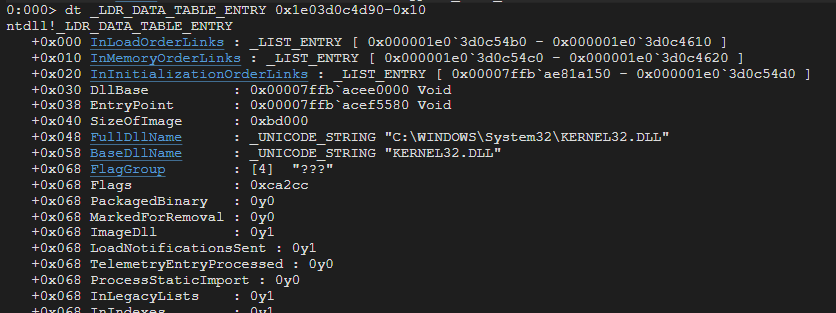 0:000> dt _LDR_DATA_TABLE_ENTRY 0x1e03d0c4d90-0x10
ntdll!_LDR_DATA_TABLE_ENTRY
+0x000 InLoadOrderLinks : _LIST_ENTRY [ 0x000001e0`3d0c54b0 - 0x000001e0`3d0c4610 ]
+0x010 InMemoryOrderLinks : _LIST_ENTRY [ 0x000001e0`3d0c54c0 - 0x000001e0`3d0c4620 ]
+0x020 InInitializationOrderLinks : _LIST_ENTRY [ 0x00007ffb`ae81a150 - 0x000001e0`3d0c54d0 ]
+0x030 DllBase : 0x00007ffb`acee0000 Void
+0x038 EntryPoint : 0x00007ffb`acef5580 Void
+0x040 SizeOfImage : 0xbd000
+0x048 FullDllName : _UNICODE_STRING "C:\WINDOWS\System32\KERNEL32.DLL"
+0x058 BaseDllName : _UNICODE_STRING "KERNEL32.DLL"
+0x068 FlagGroup : [4] "???"
+0x068 Flags : 0xca2cc
+0x068 PackagedBinary : 0y0
+0x068 MarkedForRemoval : 0y0
+0x068 ImageDll : 0y1
+0x068 LoadNotificationsSent : 0y1
+0x068 TelemetryEntryProcessed : 0y0
+0x068 ProcessStaticImport : 0y0
+0x068 InLegacyLists : 0y1
+0x068 InIndexes : 0y1